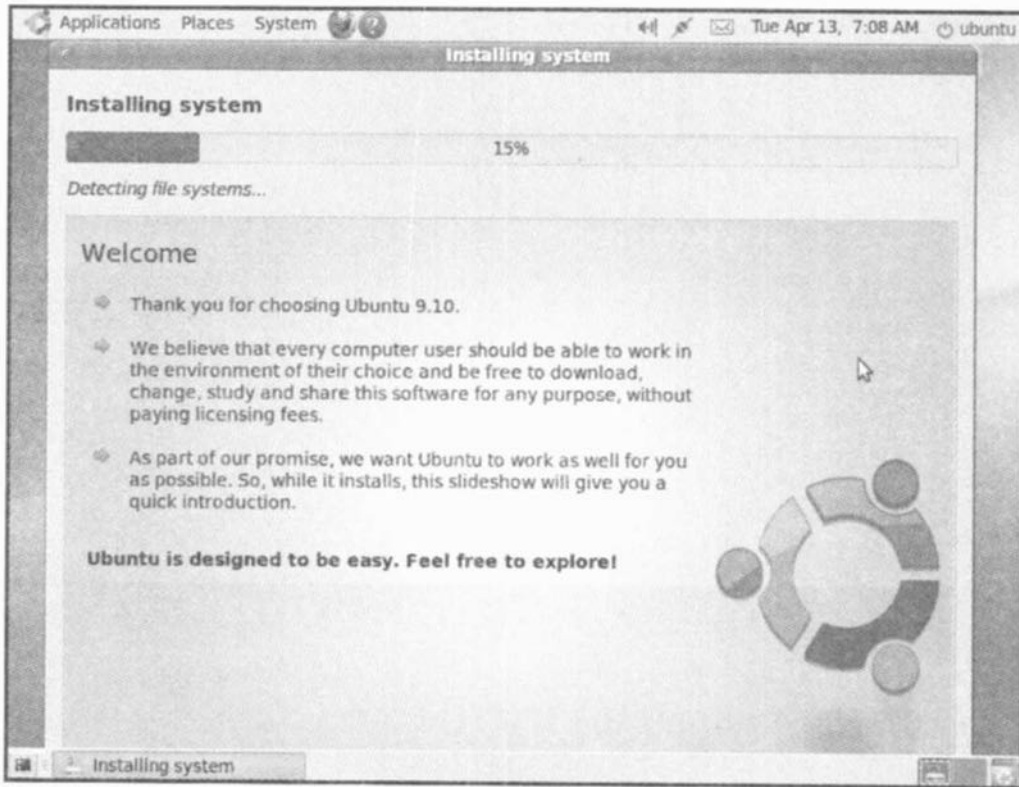 Applications Places System
Tue Apr 13, 7:08 AM ubuntu
Installing system
Installing system
15%
Detecting file systems...
Welcome
Thank you for choosing Ubuntu 9.10.
We believe that every computer user should be able to work in
the environment of their choice and be free to download,
change, study and share this software for any purpose, without
paying licensing fees.
As part of our promise, we want Ubuntu to work as well for you
as possible. So, while it installs, this slideshow will give you a
quick introduction.
Ubuntu is designed to be easy. Feel free to explore!
Installing system